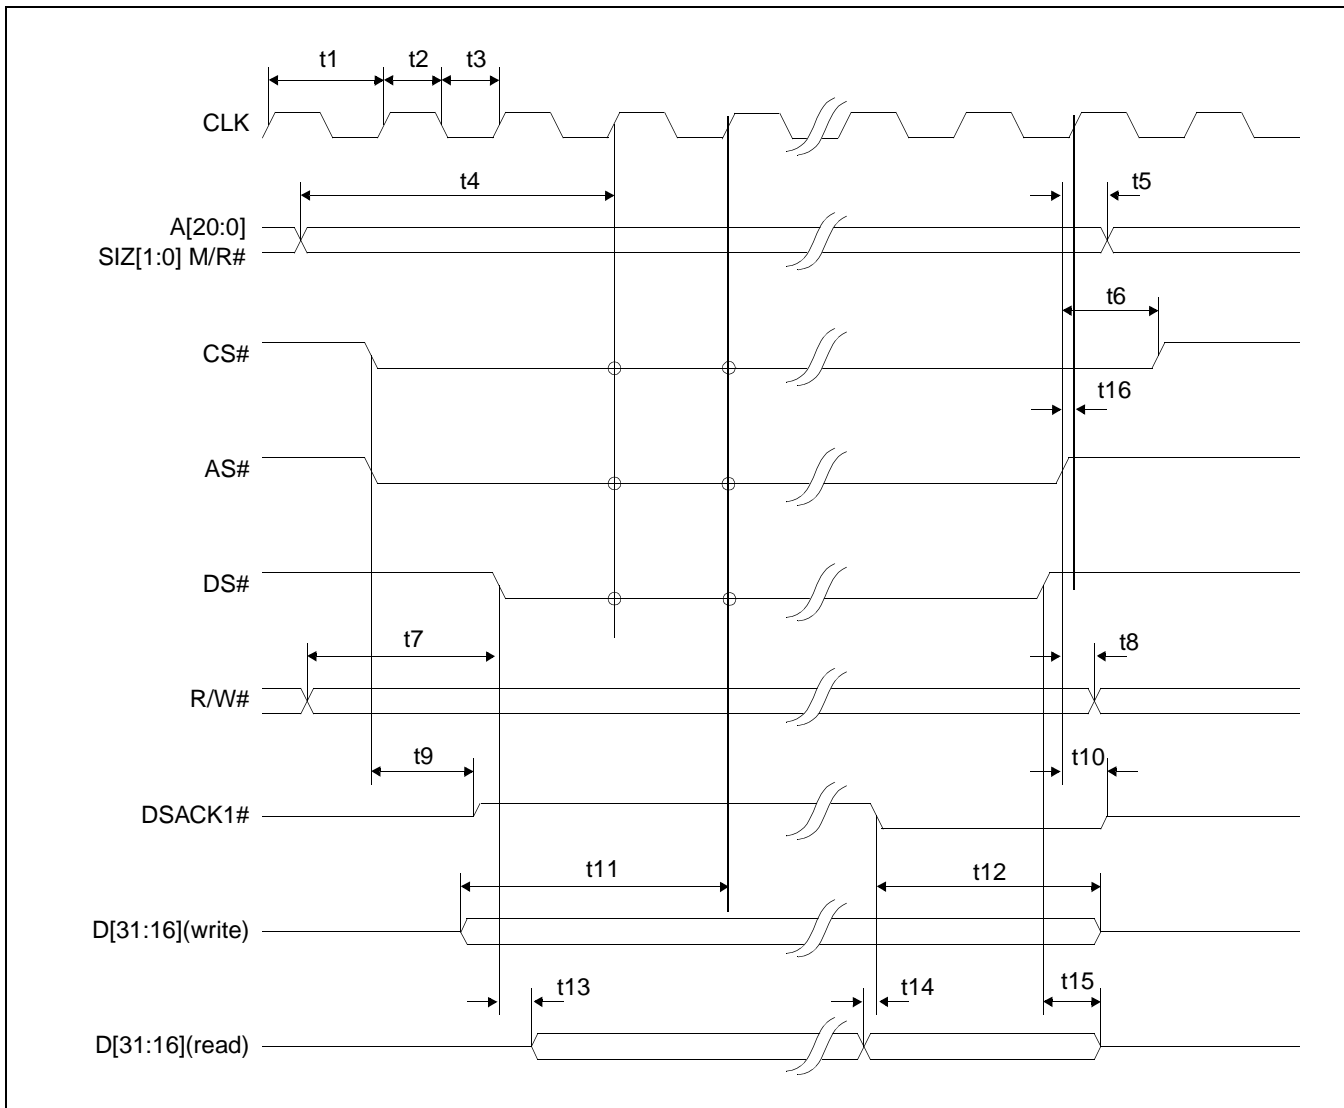 t1 t2 t3
CLK
t4
t5
A[20:0]
SIZ[1:0] M/R#
t6
CS#
t16
AS#
DS#
t7
t8
R/W#
t9
t10
DSACK1#
t11
t12
D[31:16](write)
t13
t14
t15
D[31:16](read)